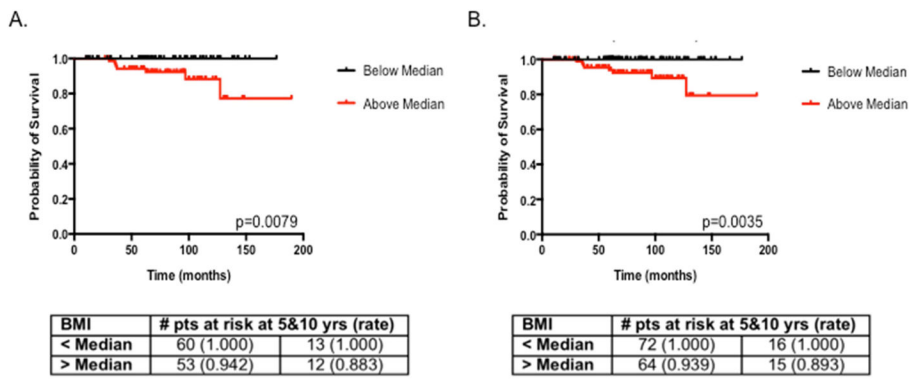 A.
Probability of Survival
1.0
0.8
0.6
0.4
0.2
0.0
0 50 100 150 200
Time (months)
p=0.0079
Below Median
Above Median
BMI # pts at risk at 5&10 yrs (rate)
< Median 60 (1.000) 13 (1.000)
> Median 53 (0.942) 12 (0.883)
B.
Probability of Survival
1.0
0.8
0.6
0.4
0.2
0.0
0 50 100 150 200
Time (months)
p=0.0035
Below Median
Above Median
BMI # pts at risk at 5&10 yrs (rate)
< Median 72 (1.000) 16 (1.000)
> Median 64 (0.939) 15 (0.893)